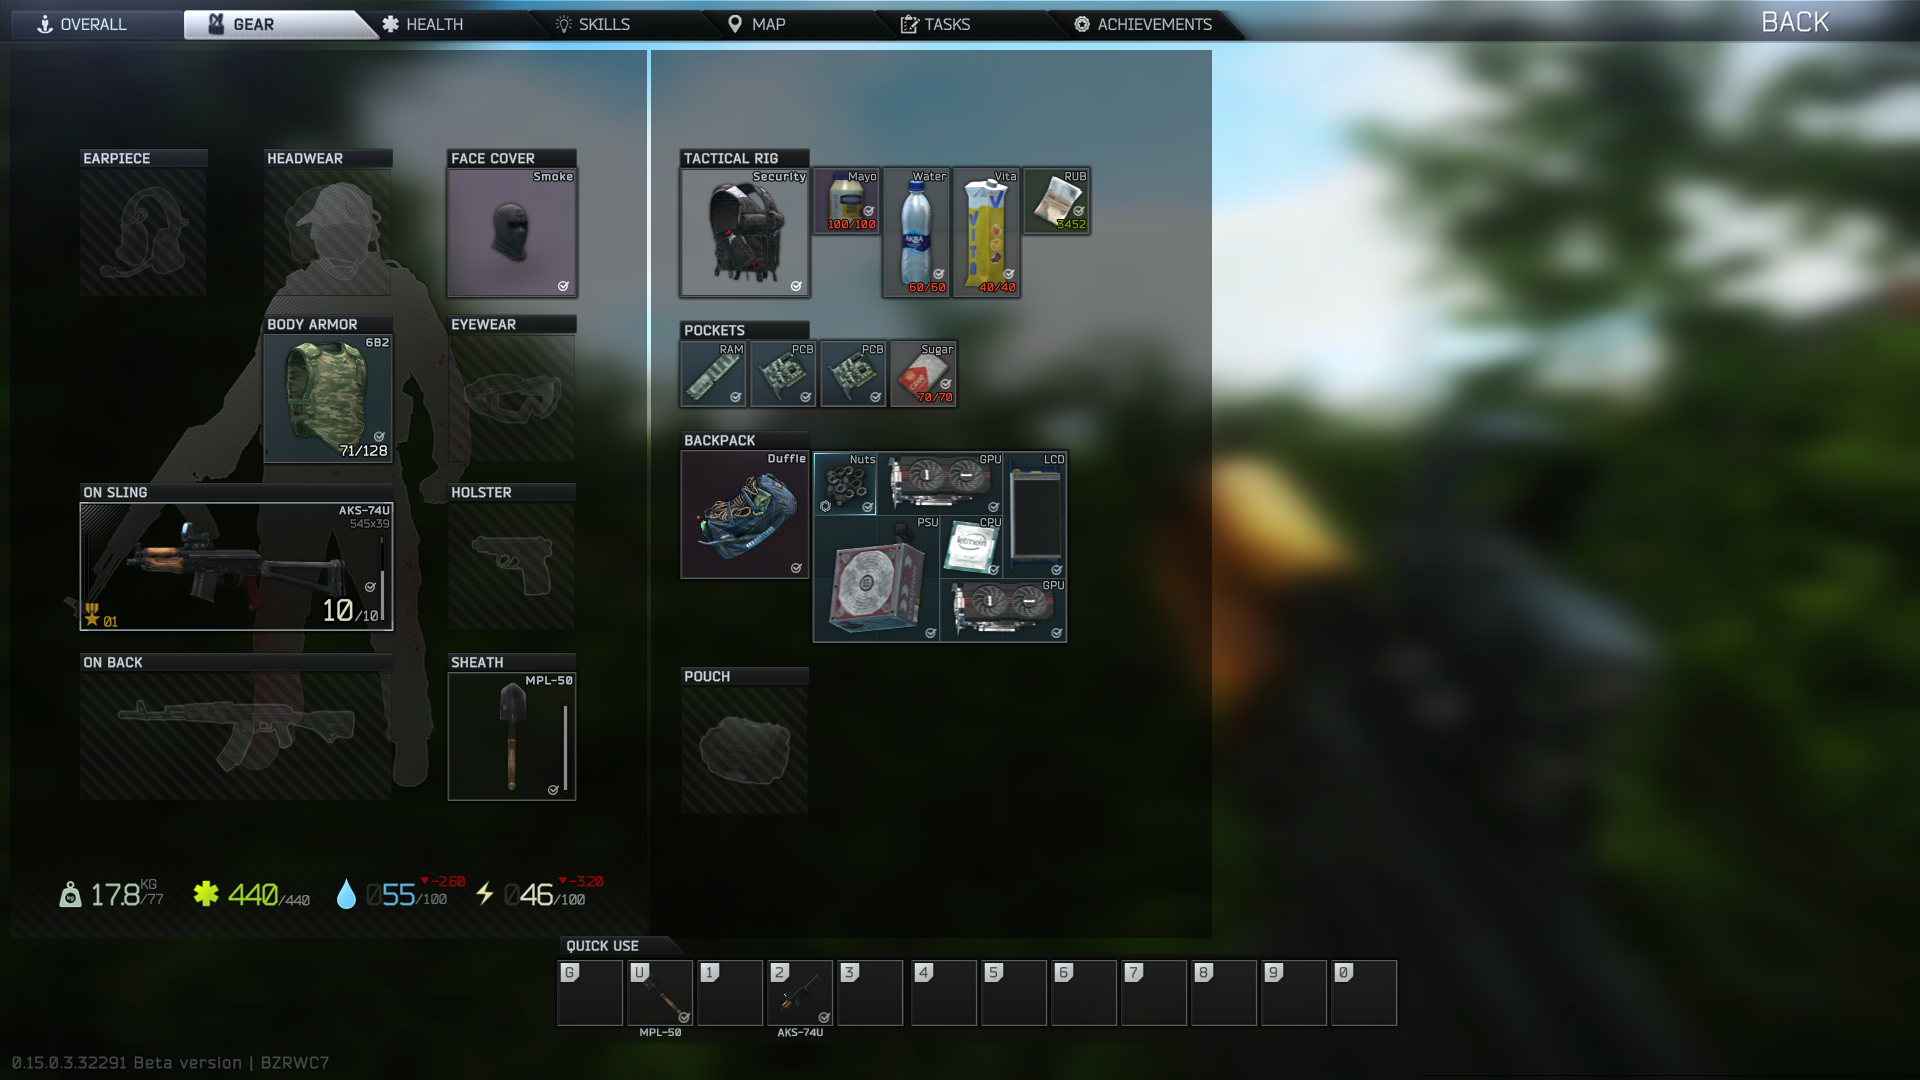 OVERALL
GEAR
HEALTH
SKILLS
MAP
TASKS
ACHIEVEMENTS
BACK
EARPIECE
HEADWEAR
FACE COVER
Smoke
BODY ARMOR
6B2
71/128
EYEWEAR
ON SLING
AKS-74U
545x39
01
10/10
HOLSTER
ON BACK
SHEATH
MPL-50
TACTICAL RIG
Security
Mayo
100/100
Water
АКВА
60/60
Vita
VITA
40/40
RUB
3452
POCKETS
RAM
PCB
PCB
Sugar
70/70
BACKPACK
Duffle
Nuts
GPU
LCD
PSU
CPU
letmein
GPU
POUCH
17.8 KG /77
440/440
055/100 ▼-2.60
046/100 ▼-3.20
QUICK USE
G
U
1
2
3
4
5
6
7
8
9
0
MPL-50
AKS-74U
0.15.0.3.32291 Beta version | BZRWC7